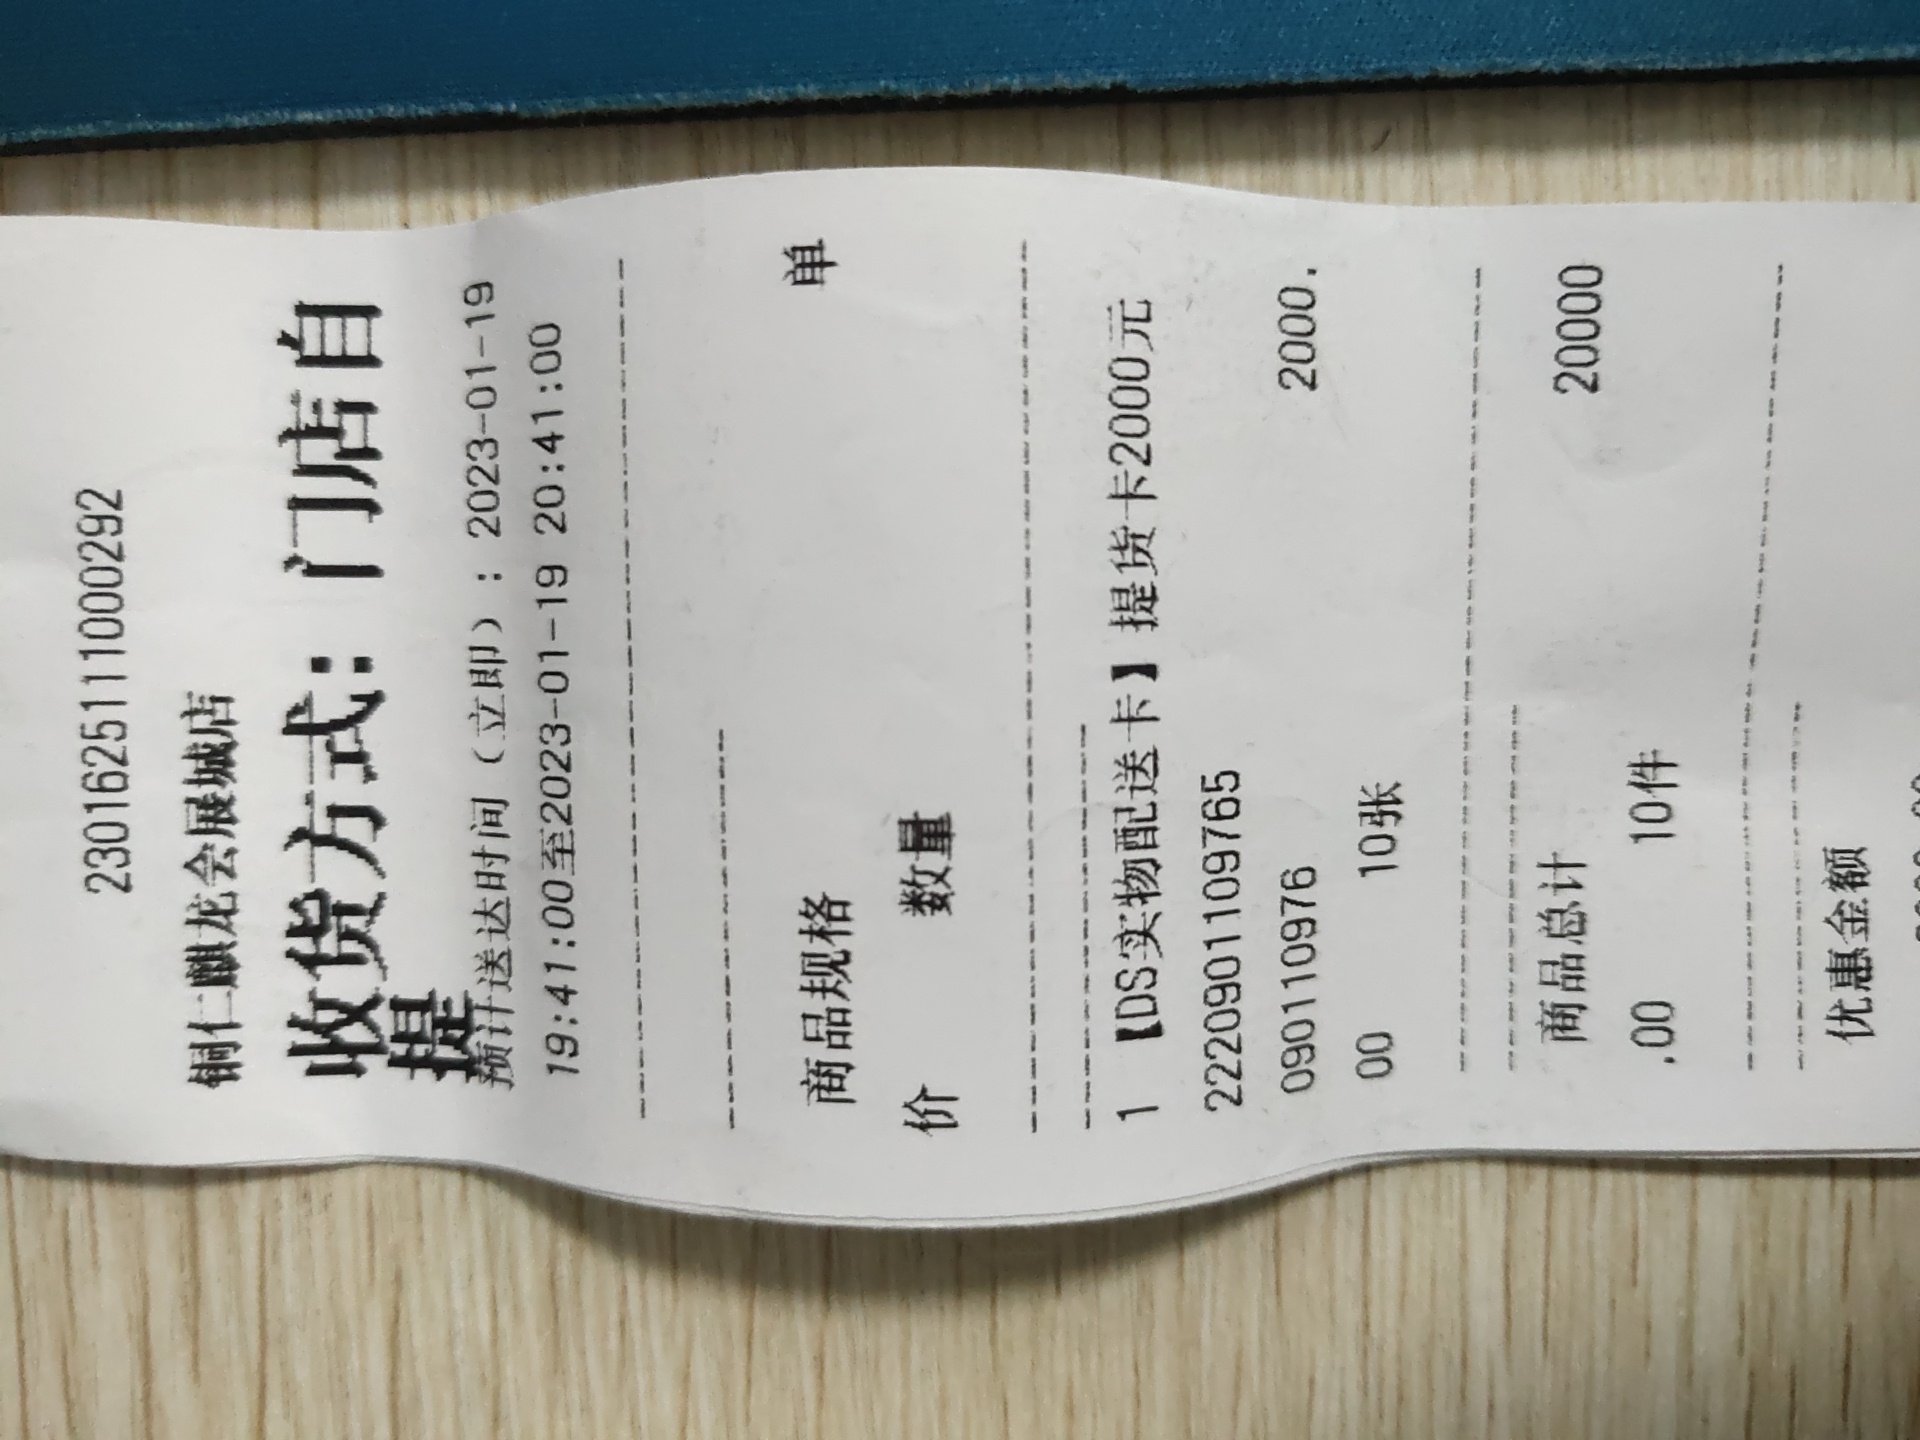 2301625111000292
铜仁麒龙会展城店
收货方式：门店自
提
预计送达时间（立即）：2023-01-19
19:41:00至2023-01-19 20:41:00
商品规格 单
价 数量
1 【DS实物配送卡】提货卡2000元
2220901109765
0901109976 2000.
00 10张
商品总计 20000
.00 10件
优惠金额